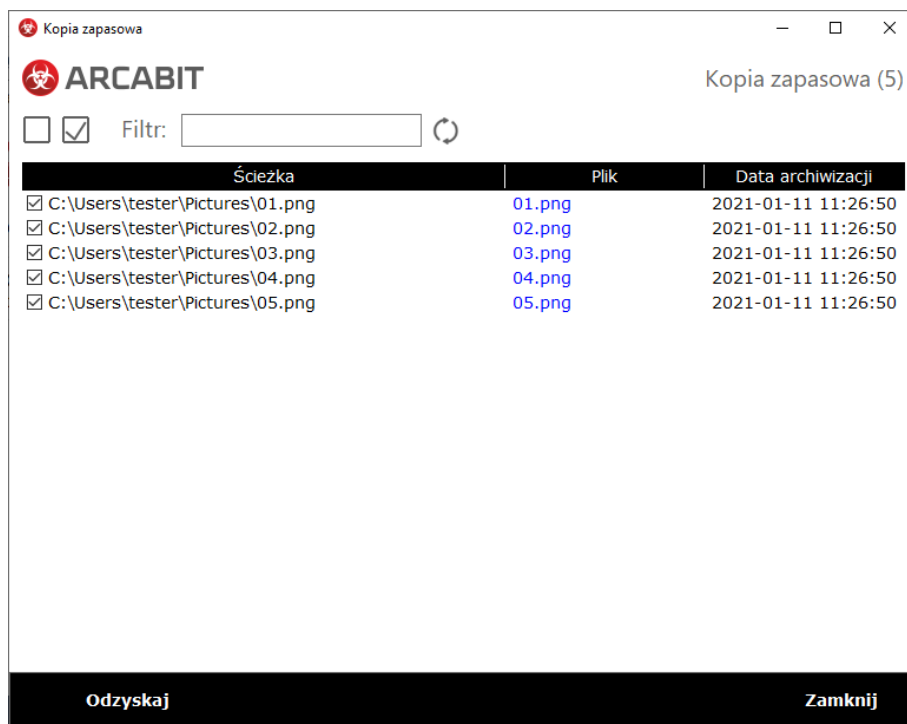 Kopia zapasowa
ARCABIT
Kopia zapasowa (5)
Filtr:
Ścieżka Plik Data archiwizacji
C:\Users\tester\Pictures\01.png 01.png 2021-01-11 11:26:50
C:\Users\tester\Pictures\02.png 02.png 2021-01-11 11:26:50
C:\Users\tester\Pictures\03.png 03.png 2021-01-11 11:26:50
C:\Users\tester\Pictures\04.png 04.png 2021-01-11 11:26:50
C:\Users\tester\Pictures\05.png 05.png 2021-01-11 11:26:50
Odzyskaj Zamknij